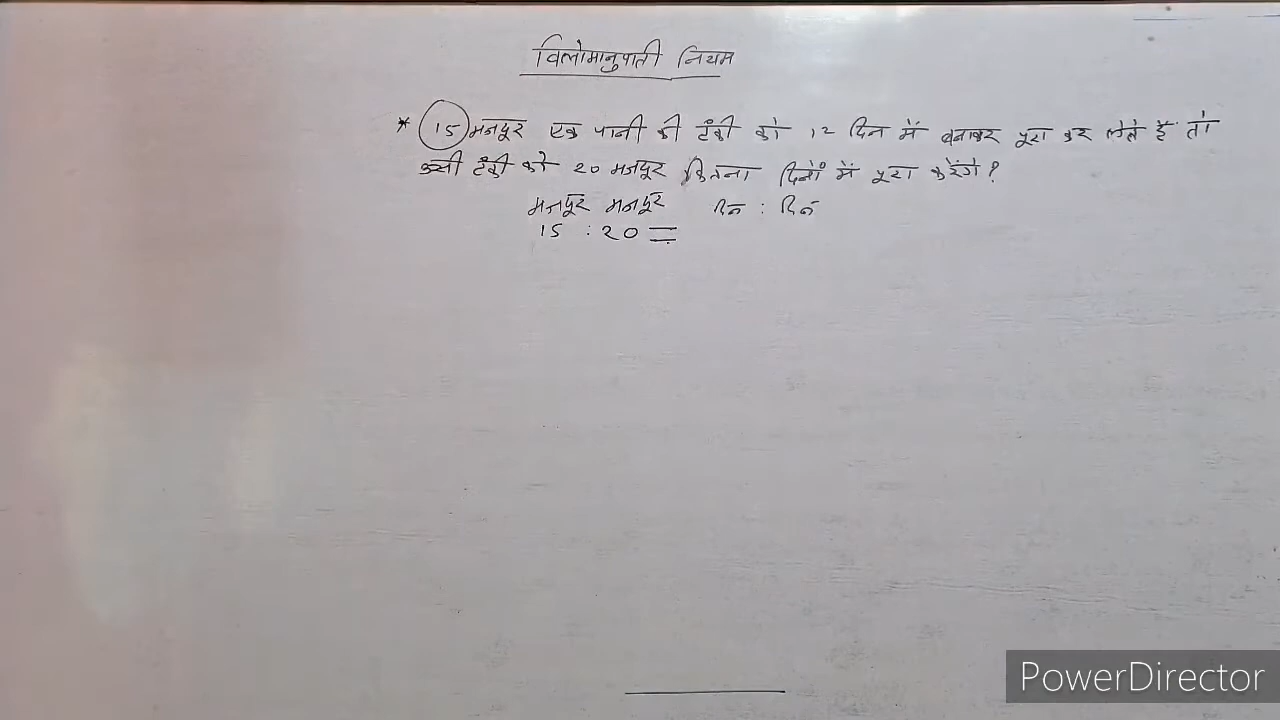 विलोमानुपाती नियम
* 15 मजदूर एक पानी की टंकी को 12 दिन में बनाकर पूरा कर लेते हैं तो
उसी टंकी को 20 मजदूर कितना दिनों में पूरा करेंगे?
मजदूर मजदूर दिन : दिन
15 : 20 =
PowerDirector